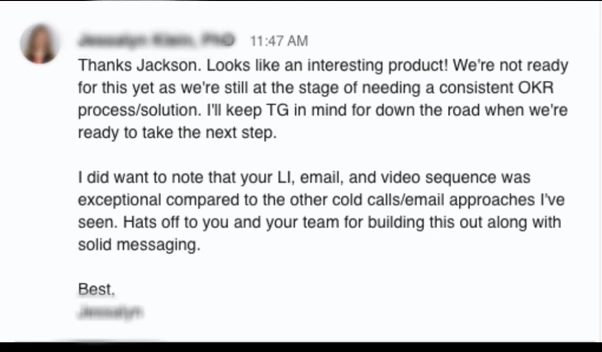 11:47 AM
Thanks Jackson. Looks like an interesting product! We're not ready
for this yet as we're still at the stage of needing a consistent OKR
process/solution. I'll keep TG in mind for down the road when we're
ready to take the next step.
I did want to note that your LI, email, and video sequence was
exceptional compared to the other cold calls/email approaches I've
seen. Hats off to you and your team for building this out along with
solid messaging.
Best,